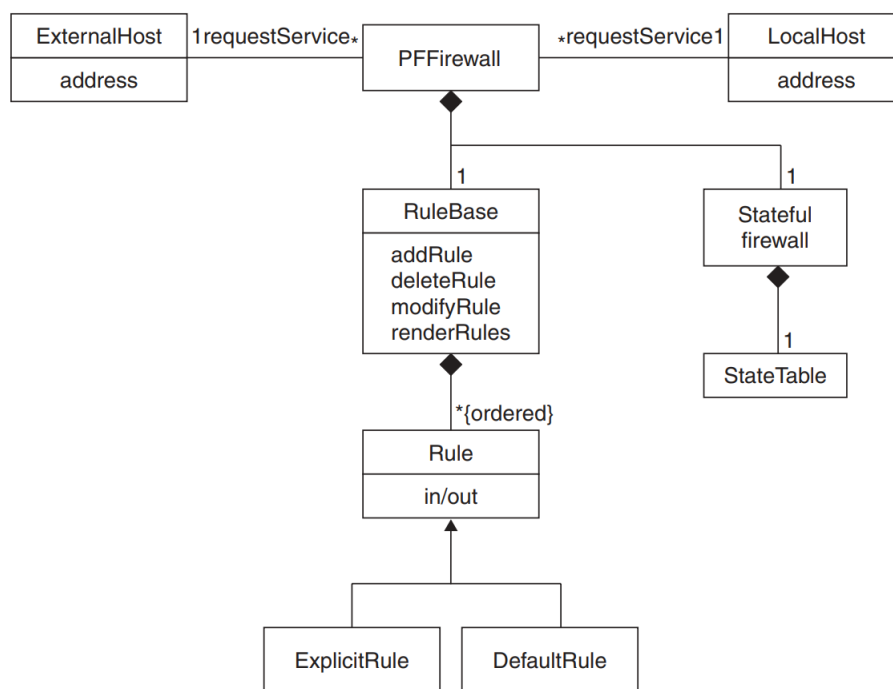 ExternalHost
address
1requestService*
PFFirewall
*requestService1
LocalHost
address
1
1
RuleBase
addRule
deleteRule
modifyRule
renderRules
Stateful
firewall
1
StateTable
*{ordered}
Rule
in/out
ExplicitRule
DefaultRule